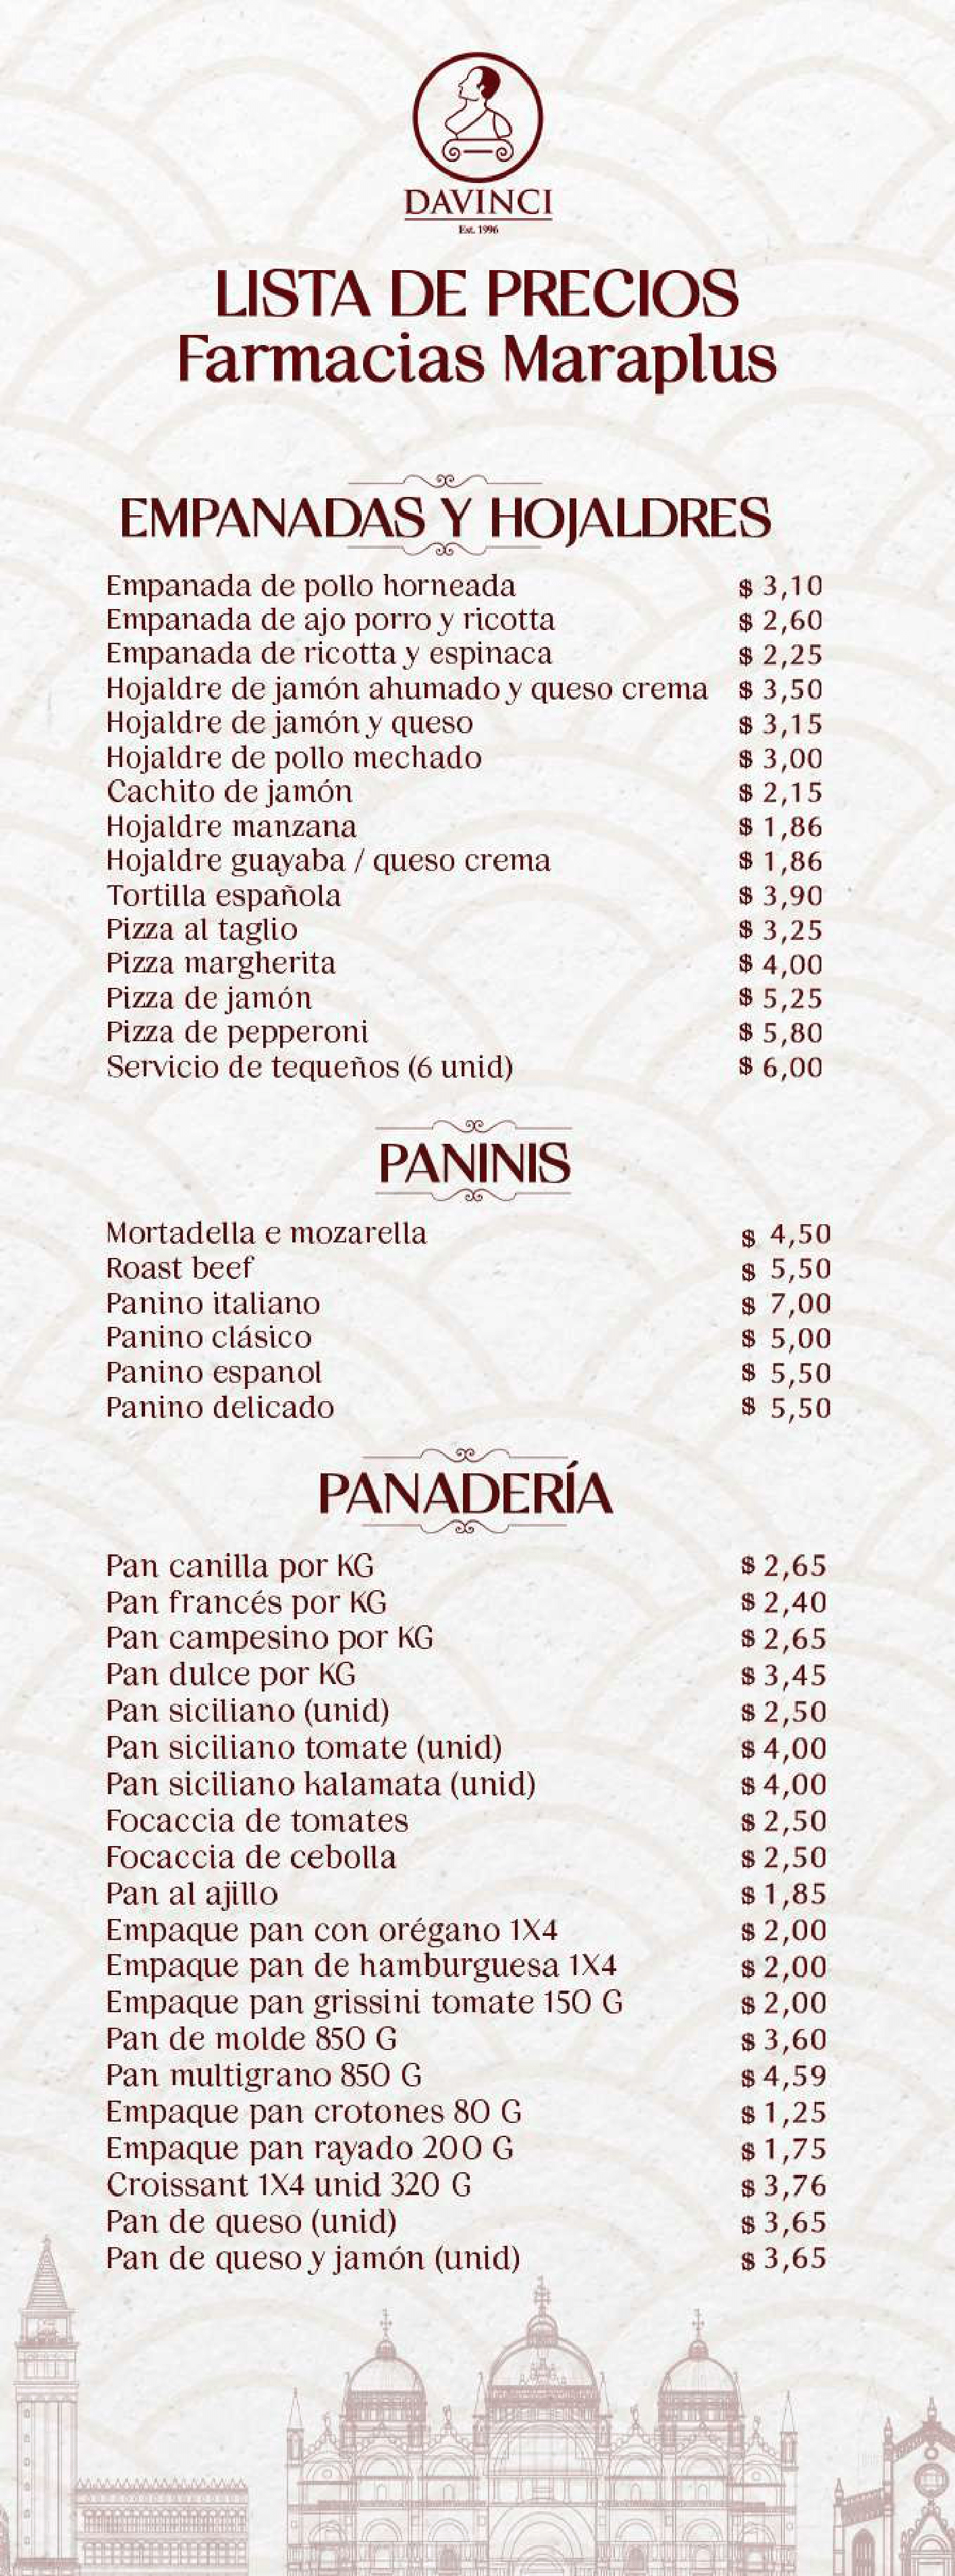 DAVINCI
Est. 1996
LISTA DE PRECIOS
Farmacias Maraplus
EMPANADAS Y HOJALDRES
Empanada de pollo horneada $ 3,10
Empanada de ajo porro y ricotta $ 2,60
Empanada de ricotta y espinaca $ 2,25
Hojaldre de jamón ahumado y queso crema $ 3,50
Hojaldre de jamón y queso $ 3,15
Hojaldre de pollo mechado $ 3,00
Cachito de jamón $ 2,15
Hojaldre manzana $ 1,86
Hojaldre guayaba / queso crema $ 1,86
Tortilla española $ 3,90
Pizza al taglio $ 3,25
Pizza margherita $ 4,00
Pizza de jamón $ 5,25
Pizza de pepperoni $ 5,80
Servicio de tequeños (6 unid) $ 6,00
PANINIS
Mortadella e mozarella $ 4,50
Roast beef $ 5,50
Panino italiano $ 7,00
Panino clásico $ 5,00
Panino espanol $ 5,50
Panino delicado $ 5,50
PANADERÍA
Pan canilla por KG $ 2,65
Pan francés por KG $ 2,40
Pan campesino por KG $ 2,65
Pan dulce por KG $ 3,45
Pan siciliano (unid) $ 2,50
Pan siciliano tomate (unid) $ 4,00
Pan siciliano kalamata (unid) $ 4,00
Focaccia de tomates $ 2,50
Focaccia de cebolla $ 2,50
Pan al ajillo $ 1,85
Empaque pan con orégano 1X4 $ 2,00
Empaque pan de hamburguesa 1X4 $ 2,00
Empaque pan grissini tomate 150 G $ 2,00
Pan de molde 850 G $ 3,60
Pan multigrano 850 G $ 4,59
Empaque pan crotones 80 G $ 1,25
Empaque pan rayado 200 G $ 1,75
Croissant 1X4 unid 320 G $ 3,76
Pan de queso (unid) $ 3,65
Pan de queso y jamón (unid) $ 3,65